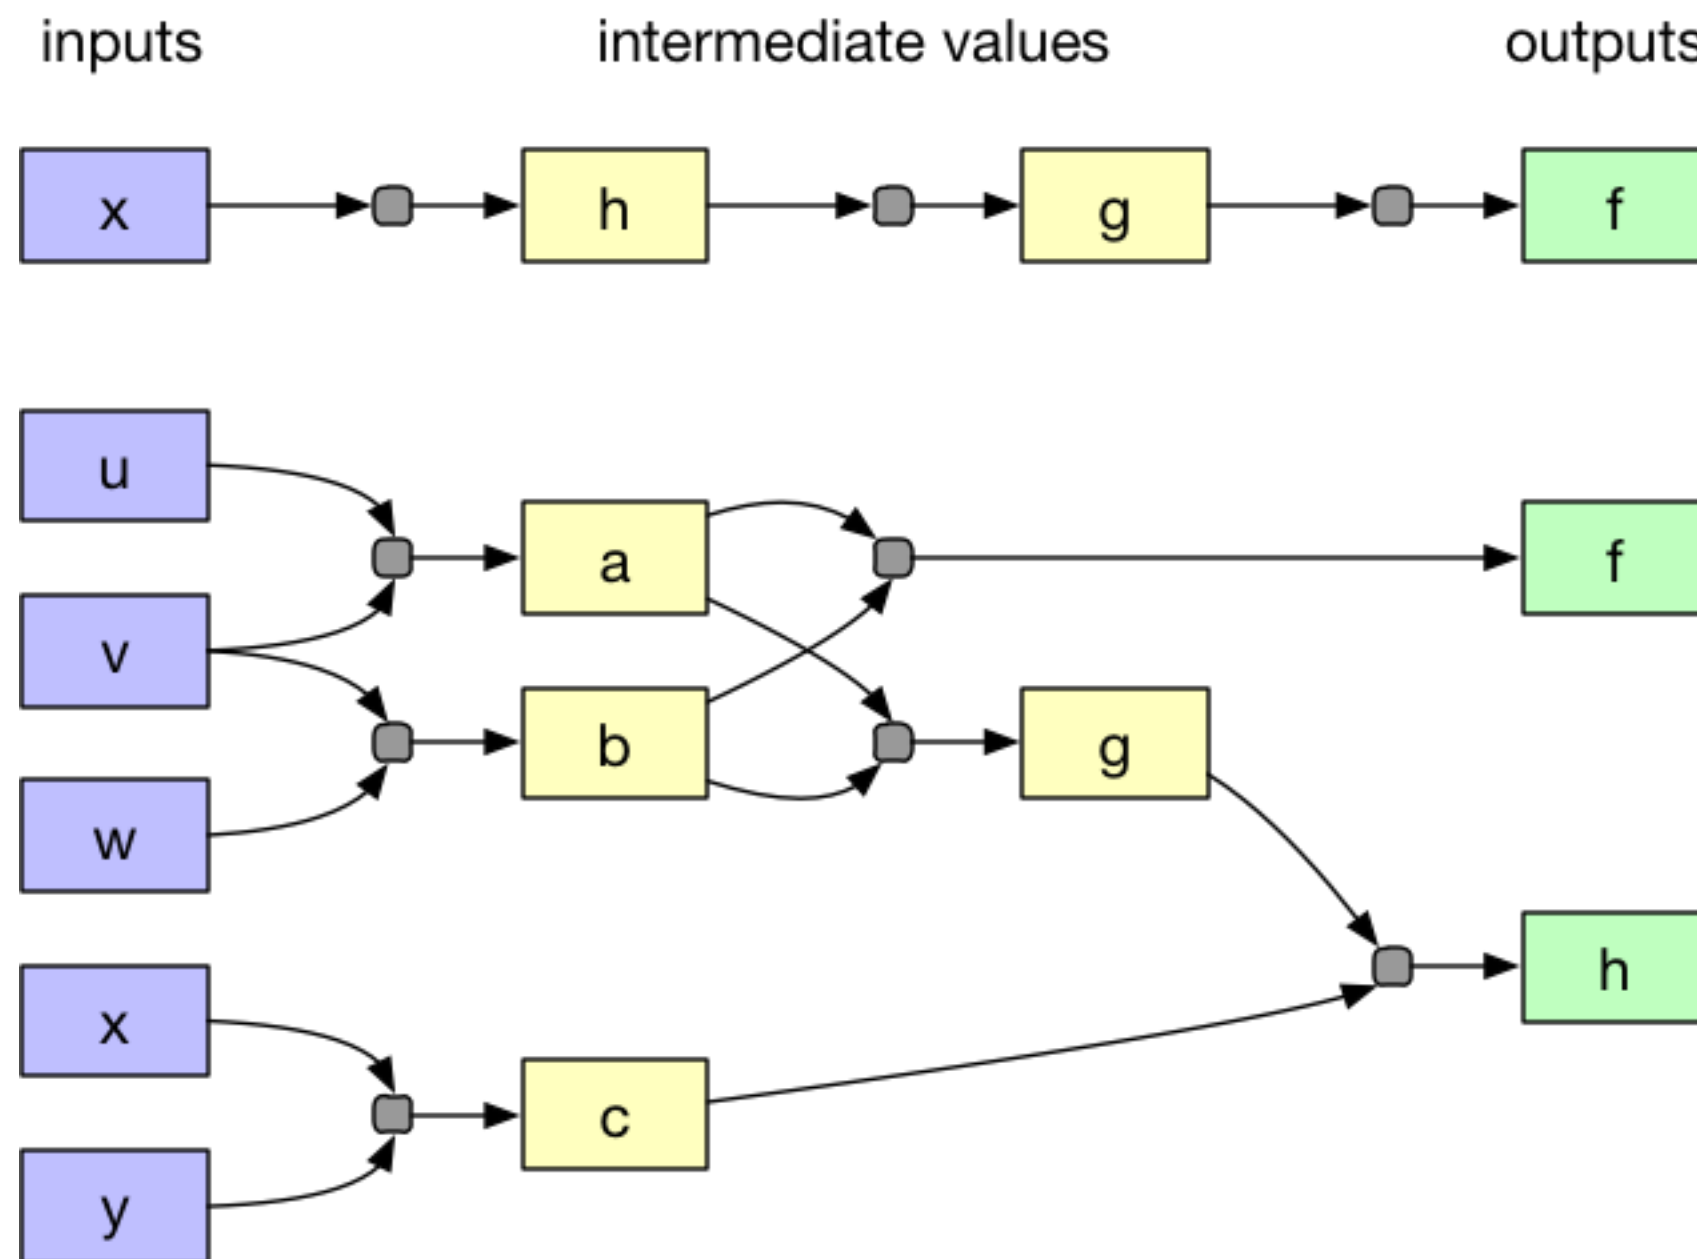 inputs intermediate values outputs
x h g f
u
a f
v
b g
w
x h
c
y